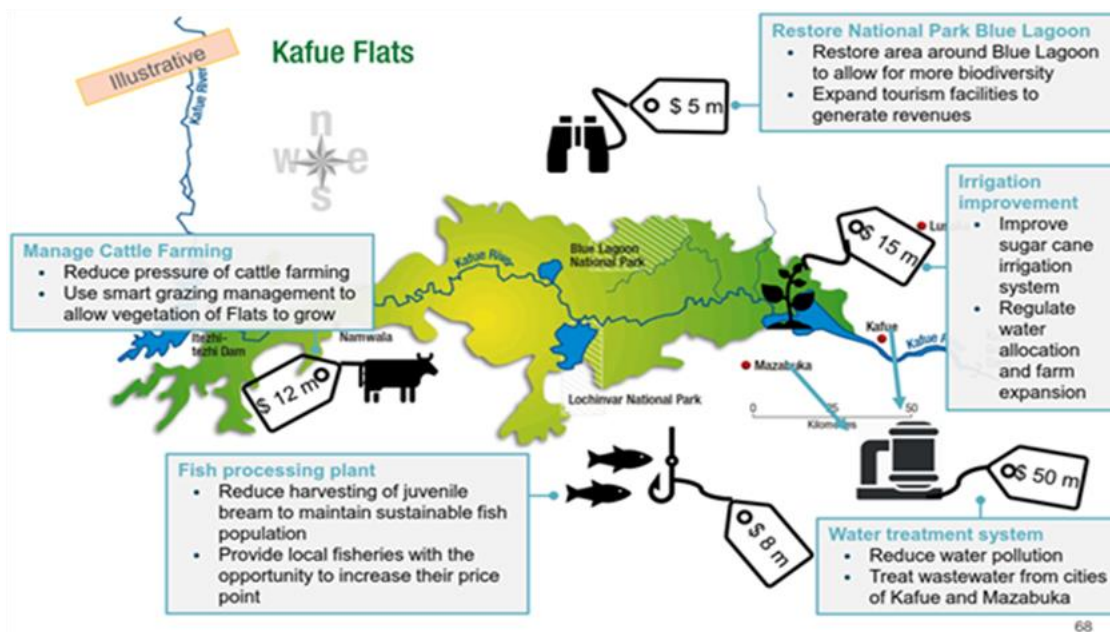 Illustrative
Kafue River
Kafue Flats
n
w e
s
Restore National Park Blue Lagoon
• Restore area around Blue Lagoon
to allow for more biodiversity
• Expand tourism facilities to
generate revenues
$ 5 m
Irrigation
improvement
• Improve
sugar cane
irrigation
system
• Regulate
water
allocation
and farm
expansion
$ 15 m
Manage Cattle Farming
• Reduce pressure of cattle farming
• Use smart grazing management to
allow vegetation of Flats to grow
Kafue River
Blue Lagoon
National Park
Itezhi-
tezhi Dam
Namwala
$ 12 m
Kafue
Mazabuka
Lochinvar National Park
0 25 50
Kilometres
Fish processing plant
• Reduce harvesting of juvenile
bream to maintain sustainable fish
population
• Provide local fisheries with the
opportunity to increase their price
point
$ 8 m
$ 50 m
Water treatment system
• Reduce water pollution
• Treat wastewater from cities
of Kafue and Mazabuka
68